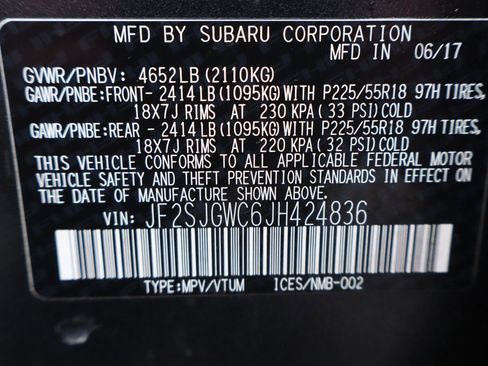 MFD BY SUBARU CORPORATION
MFD IN 06/17
GVWR/PNBV: 4652LB (2110KG)
GAWR/PNBE:FRONT- 2414LB(1095KG)WITH P225/55R18 97H TIRES,
18X7J RIMS AT 230 KPA (33 PSI)COLD
GAWR/PNBE:REAR - 2414LB(1095KG)WITH P225/55R18 97H TIRES,
18X7J RIMS AT 220 KPA (32 PSI)COLD
THIS VEHICLE CONFORMS TO ALL APPLICABLE FEDERAL MOTOR
VEHICLE SAFETY AND THEFT PREVENTION STANDARDS IN EFFECT ON
THE DATE OF MANUFACTURE SHOWN ABOVE.
VIN: JF2SJGWC6JH424836
TYPE:MPV/VTUM ICES/NMB-002